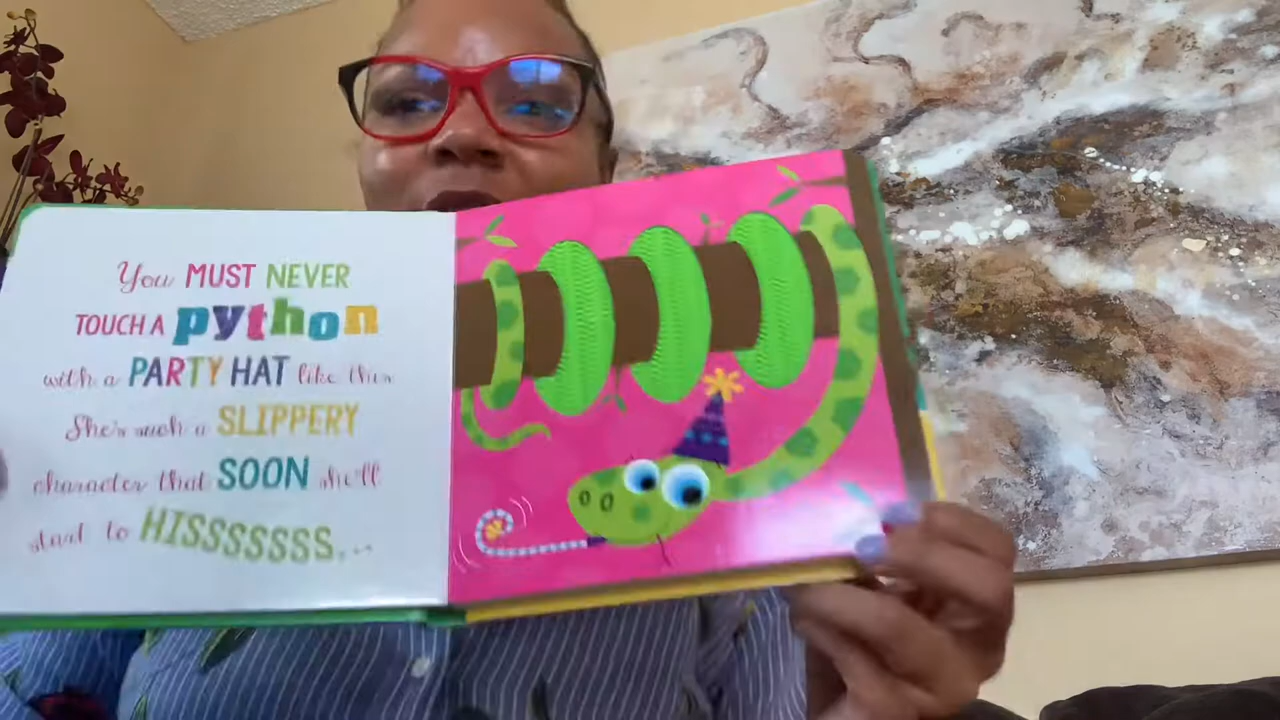 You MUST NEVER
TOUCH A python
with a PARTY HAT like this
She's such a SLIPPERY
character that SOON she'll
start to HISSSSSSS...